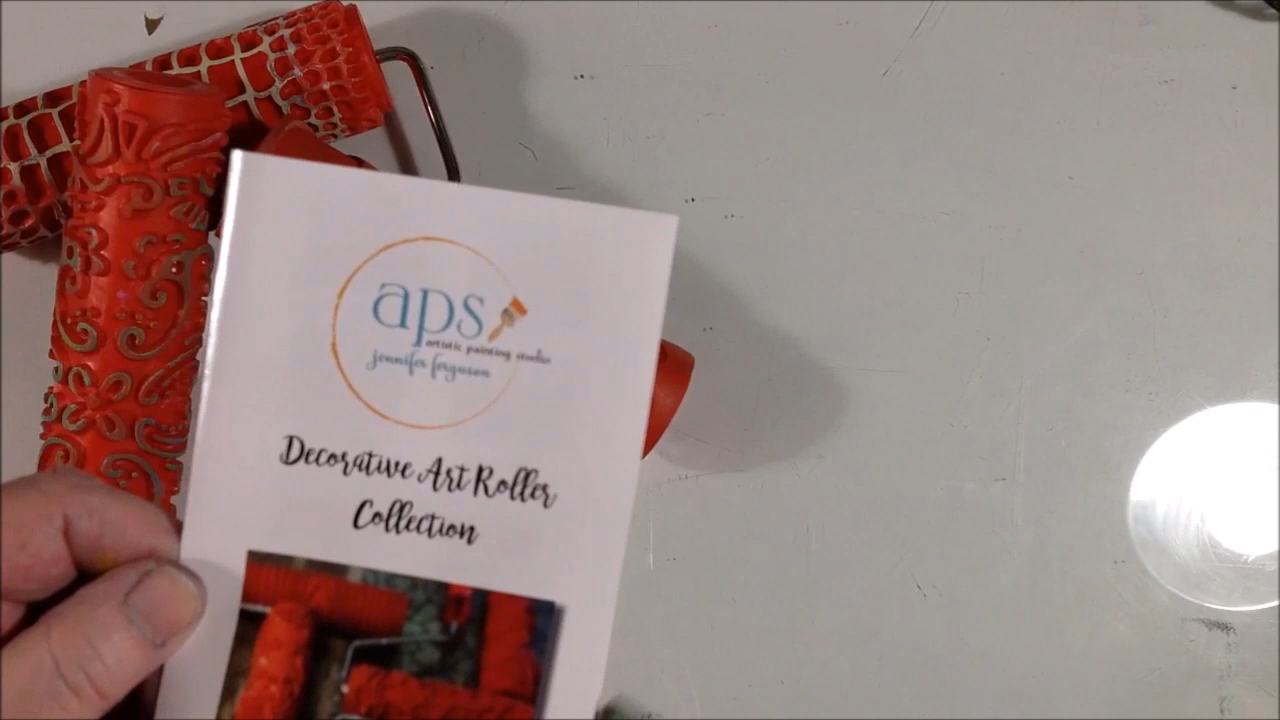 aps
artistic painting studio
jennifer ferguson
Decorative Art Roller
Collection